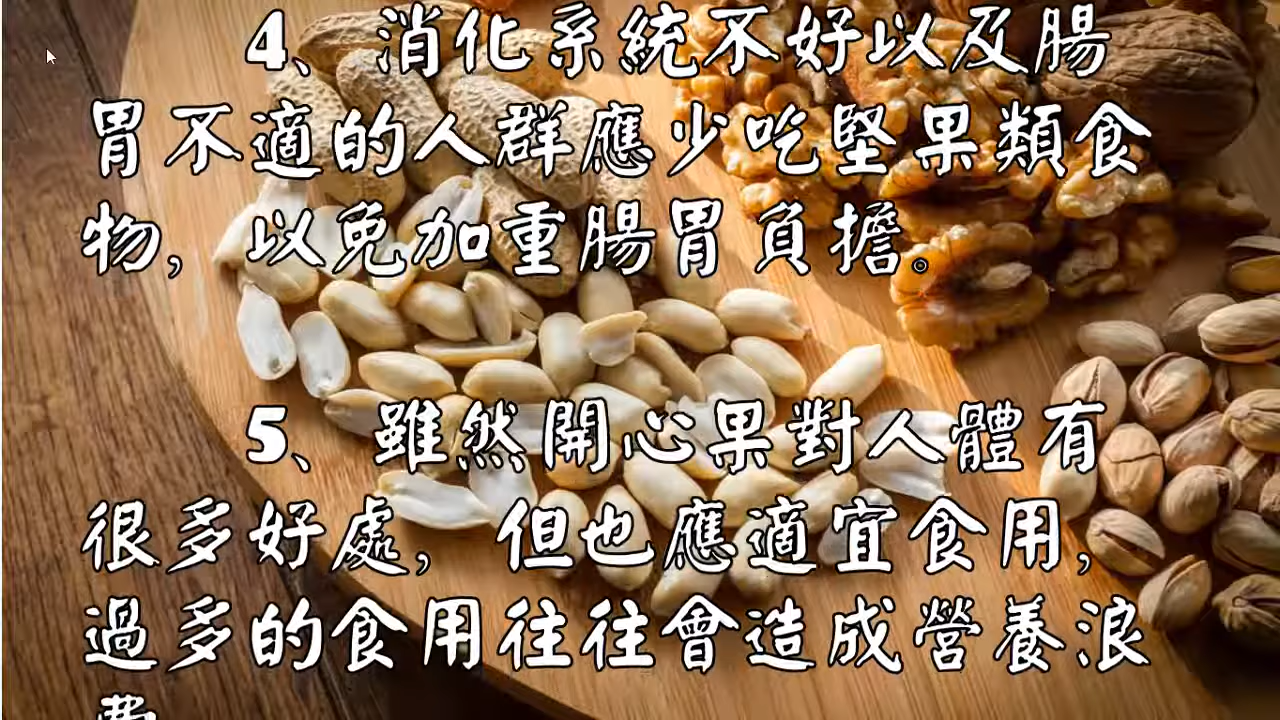 4、消化系統不好以及腸
胃不適的人群應少吃堅果類食
物，以免加重腸胃負擔。
5、雖然開心果對人體有
很多好處，但也應適宜食用，
過多的食用往往會造成營養浪
費